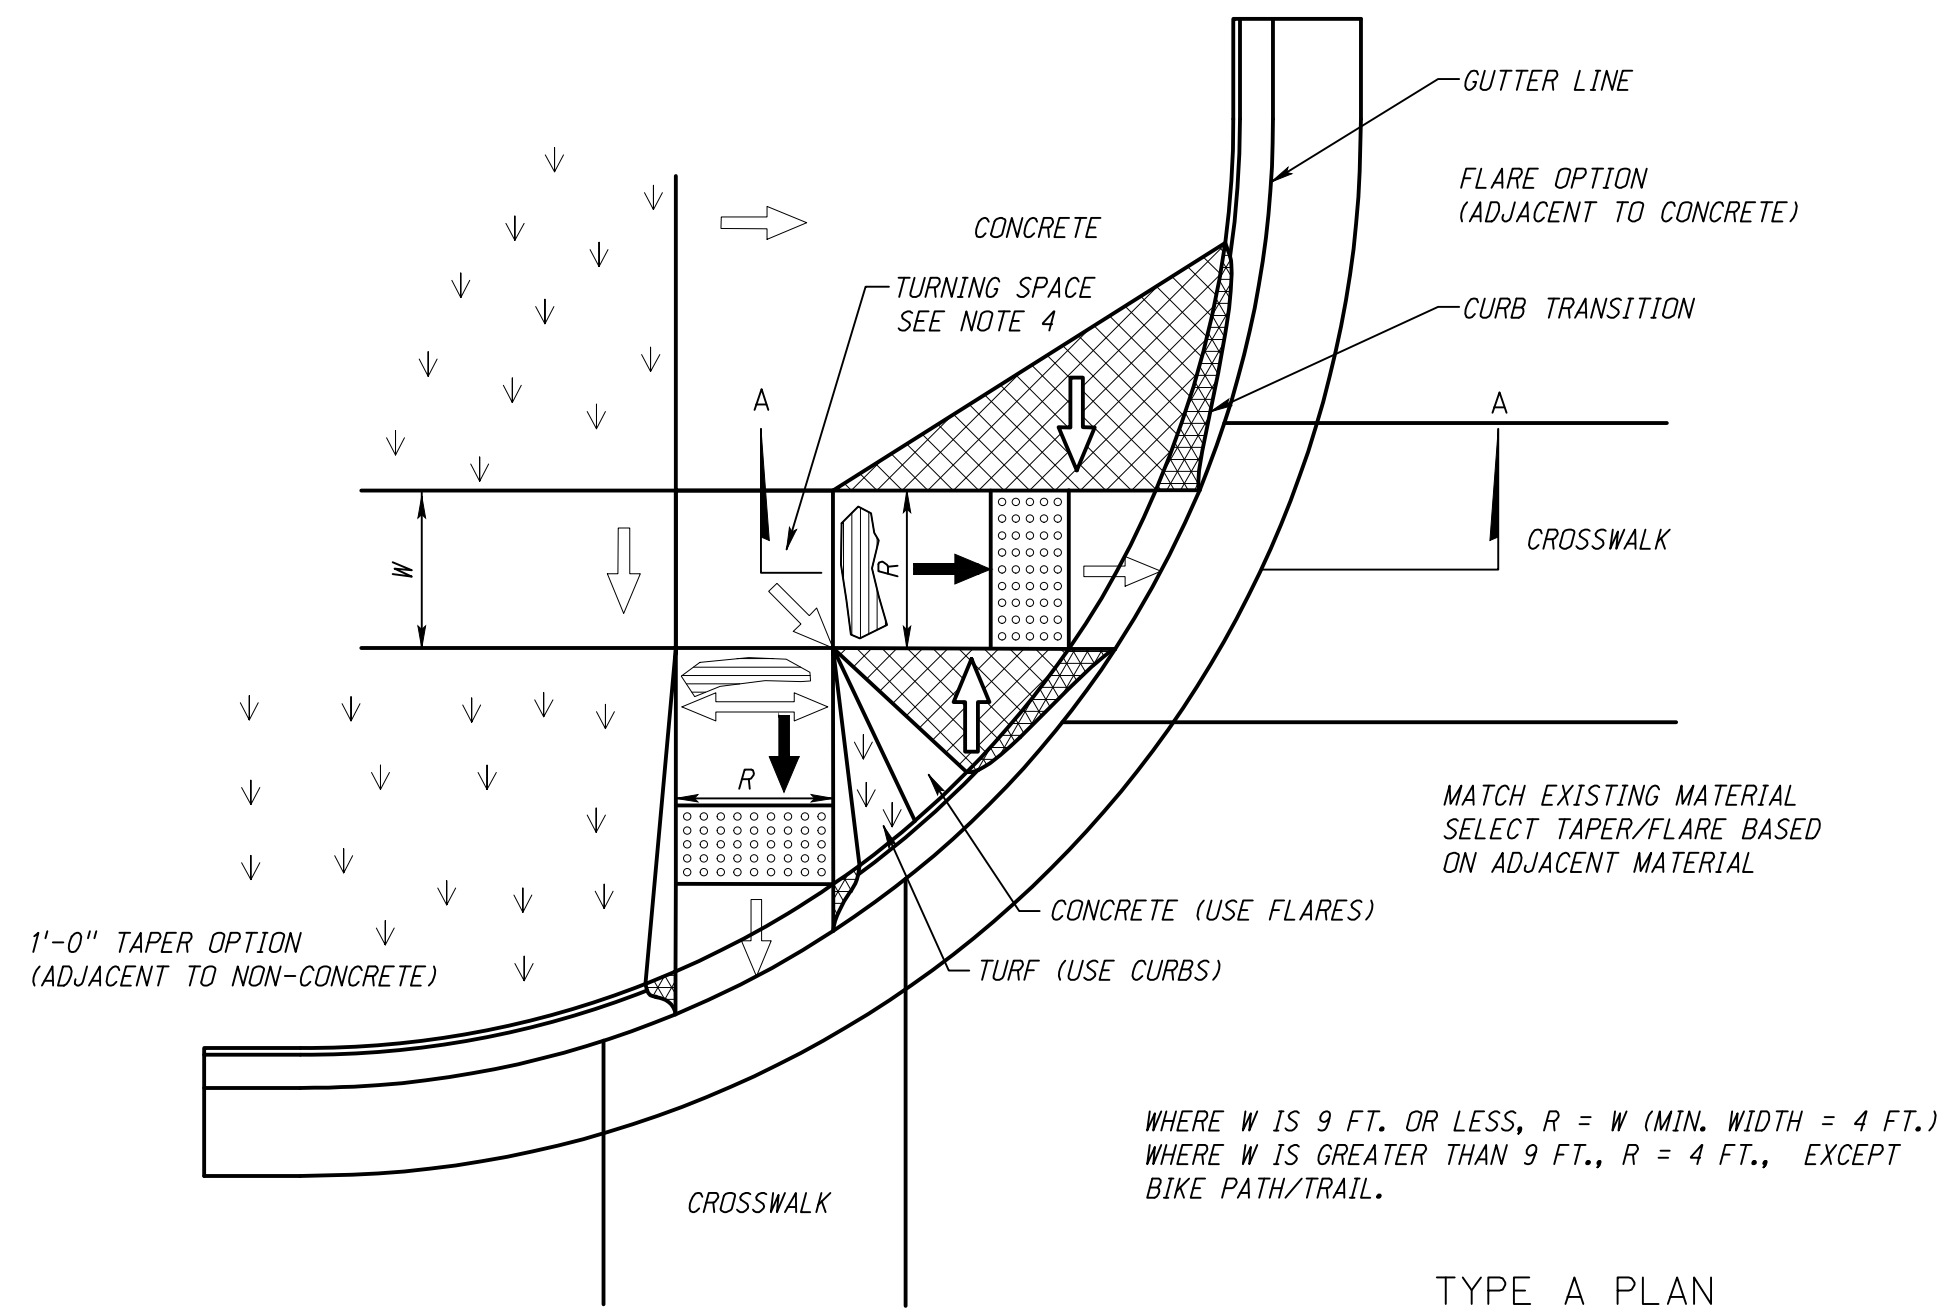 GUTTER LINE
FLARE OPTION
(ADJACENT TO CONCRETE)
CONCRETE
TURNING SPACE
SEE NOTE 4
CURB TRANSITION
A
A
CROSSWALK
W
R
R
MATCH EXISTING MATERIAL
SELECT TAPER/FLARE BASED
ON ADJACENT MATERIAL
CONCRETE (USE FLARES)
1'-0" TAPER OPTION
(ADJACENT TO NON-CONCRETE)
TURF (USE CURBS)
WHERE W IS 9 FT. OR LESS, R = W (MIN. WIDTH = 4 FT.)
WHERE W IS GREATER THAN 9 FT., R = 4 FT., EXCEPT
BIKE PATH/TRAIL.
CROSSWALK
TYPE A PLAN